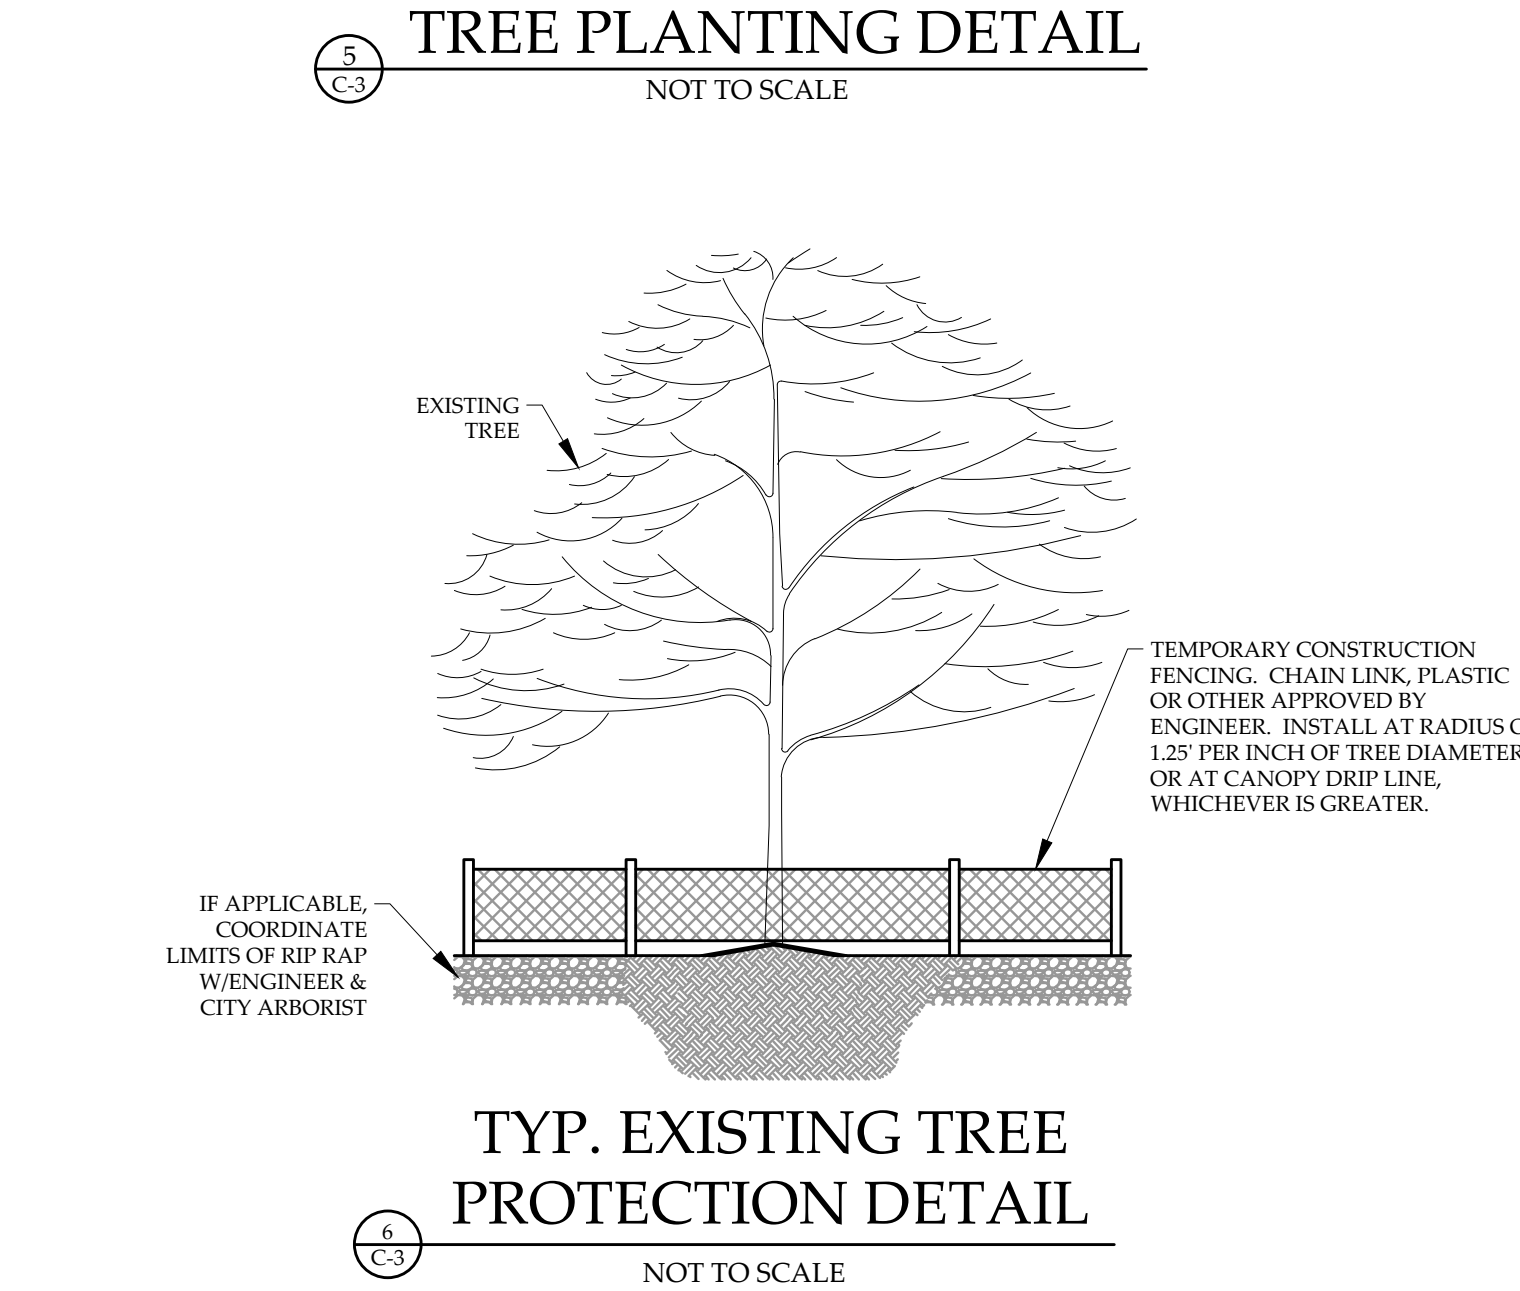 TREE PLANTING DETAIL
5
C-3
NOT TO SCALE
EXISTING
TREE
TEMPORARY CONSTRUCTION
FENCING. CHAIN LINK, PLASTIC
OR OTHER APPROVED BY
ENGINEER. INSTALL AT RADIUS
1.25' PER INCH OF TREE DIAMETER
OR AT CANOPY DRIP LINE,
WHICHEVER IS GREATER.
IF APPLICABLE,
COORDINATE
LIMITS OF RIP RAP
W/ENGINEER &
CITY ARBORIST
TYP. EXISTING TREE
PROTECTION DETAIL
6
C-3
NOT TO SCALE